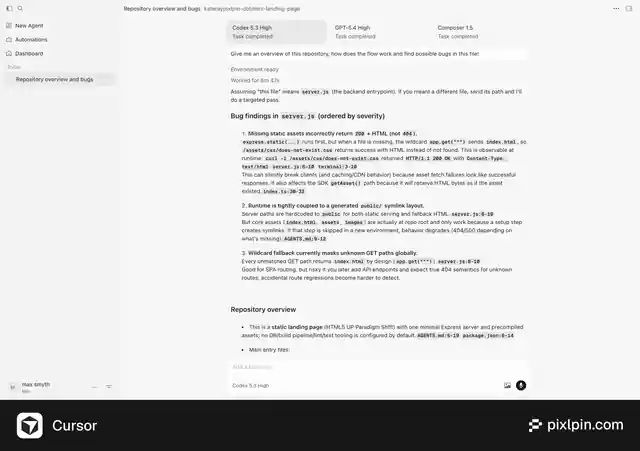 Repository overview and bugs
New Agent
Automations
Dashboard
Repository overview and bugs
Codex 5.3 High
Task completed
GPT-5.4 High
Task completed
Composer 1.5
Task completed
Give me an overview of this repository, how does the flow work and find possible bugs in this file!
Environment ready
Worked for 8m 47s
Assuming "this file" means server.js (the backend entrypoint). If you meant a different file, send its path and I'll
do a targeted pass.
Bug findings in server.js (ordered by severity)
1. Missing static assets incorrectly return 200 + HTML (not 404).
express.static(...) runs first, but when a file is missing, the wildcard app.get("*") sends index.html, so
/assets/css/does-not-exist.css returns success with HTML instead of not found. This is observable at
runtime: curl -i /assets/css/does-not-exist.css returned HTTP/1.1 200 OK with Content-Type:
text/html server.js:6-10 terminal:3-20
This can silently break clients (and caching/CDN behavior) because asset fetch failures look like successful
responses. It also affects the SDK getAsset() path because it will receive HTML bytes as if the asset
existed index.ts:30-32
2. Runtime is tightly coupled to a generated public/ symlink layout.
Server paths are hardcoded to public for both static serving and fallback HTML server.js:6-10
But core assets (index.html, assets, images) are actually at repo root and only work because a setup step
creates symlinks. If that step is skipped in a new environment, behavior degrades (404/500 depending on
what's missing) AGENTS.md:5-12
3. Wildcard fallback currently masks unknown GET paths globally.
Every unmatched GET path returns index.html by design (app.get("*")) server.js:8-10
Good for SPA routing, but risky if you later add API endpoints and expect true 404 semantics for unknown
routes; accidental route regressions become harder to detect.
Repository overview
• This is a static landing page (HTML5 UP Paradigm Shift) with one minimal Express server and precompiled
assets; no DB/build pipeline/lint/test tooling is configured by default. AGENTS.md:5-19 package.json:6-14
• Main entry files:
Codex 5.3 High
max smyth
Cursor
pixlpin.com